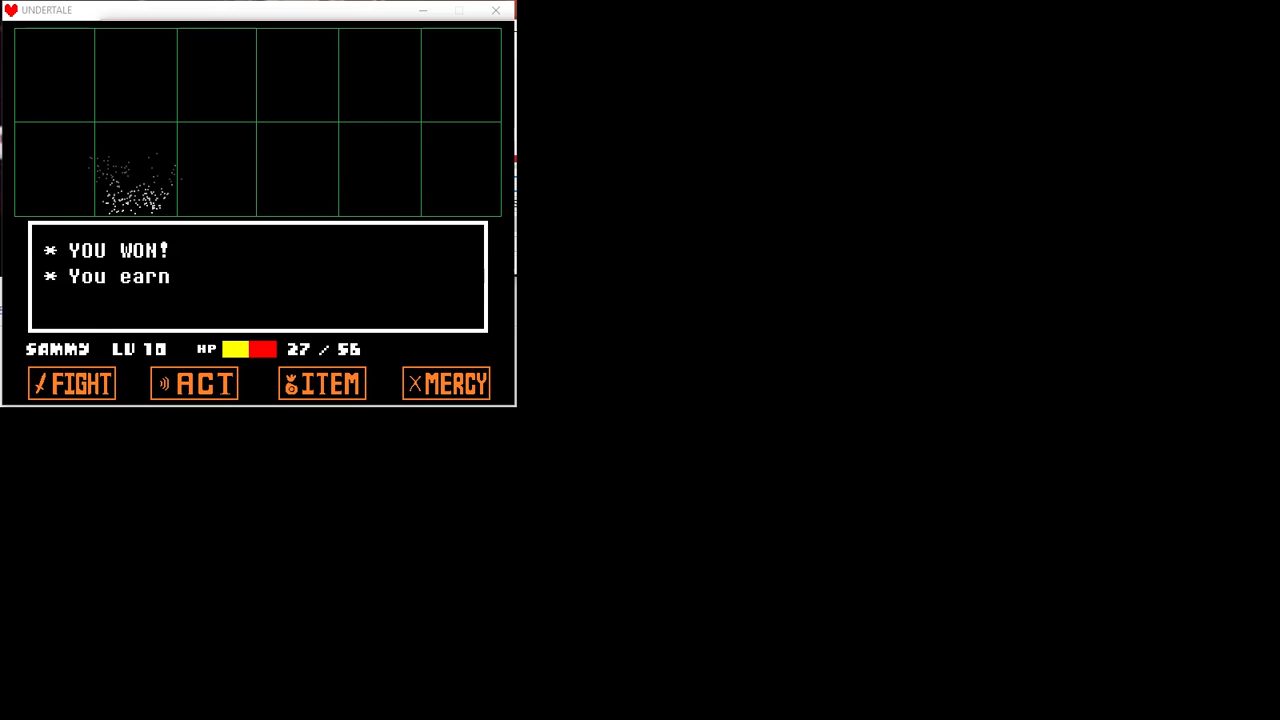 UNDERTALE
* YOU WON!
* You earn
SAMMY LV 10 HP 27 / 56
FIGHT ACT ITEM MERCY